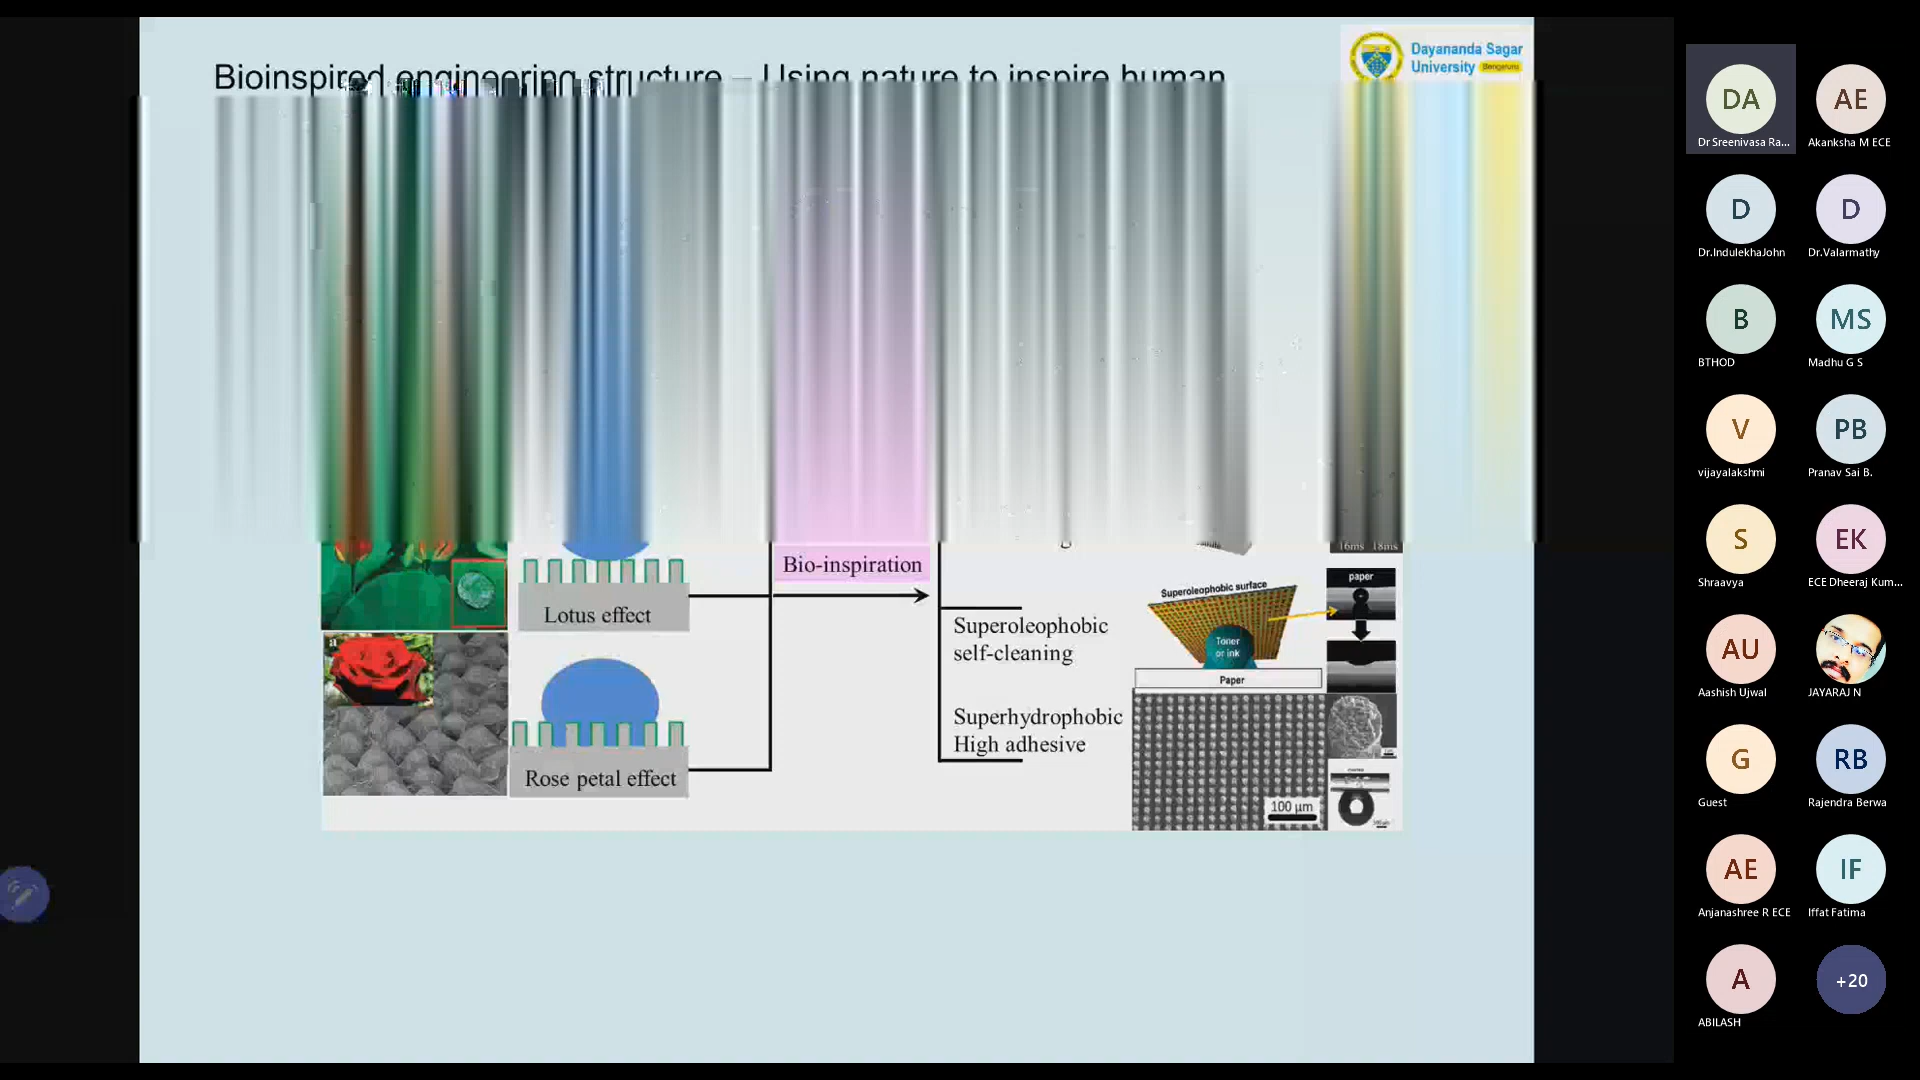 Bioinspired engineering structure – Using nature to inspire human
Dayananda Sagar
University Bengaluru
Bio-inspiration
Lotus effect
Rose petal effect
a
Superoleophobic
self-cleaning
Superhydrophobic
High adhesive
16ms 18ms
Superoleophobic surface
paper
Toner
or ink
Paper
100 µm
DA
Dr Sreenivasa Ra...
AE
Akanksha M ECE
D
Dr.IndulekhaJohn
D
Dr.Valarmathy
B
BTHOD
MS
Madhu G S
V
vijayalakshmi
PB
Pranav Sai B.
S
Shraavya
EK
ECE Dheeraj Kum...
AU
Aashish Ujwal
JAYARAJ N
G
Guest
RB
Rajendra Berwa
AE
Anjanashree R ECE
IF
Iffat Fatima
A
ABILASH
+20